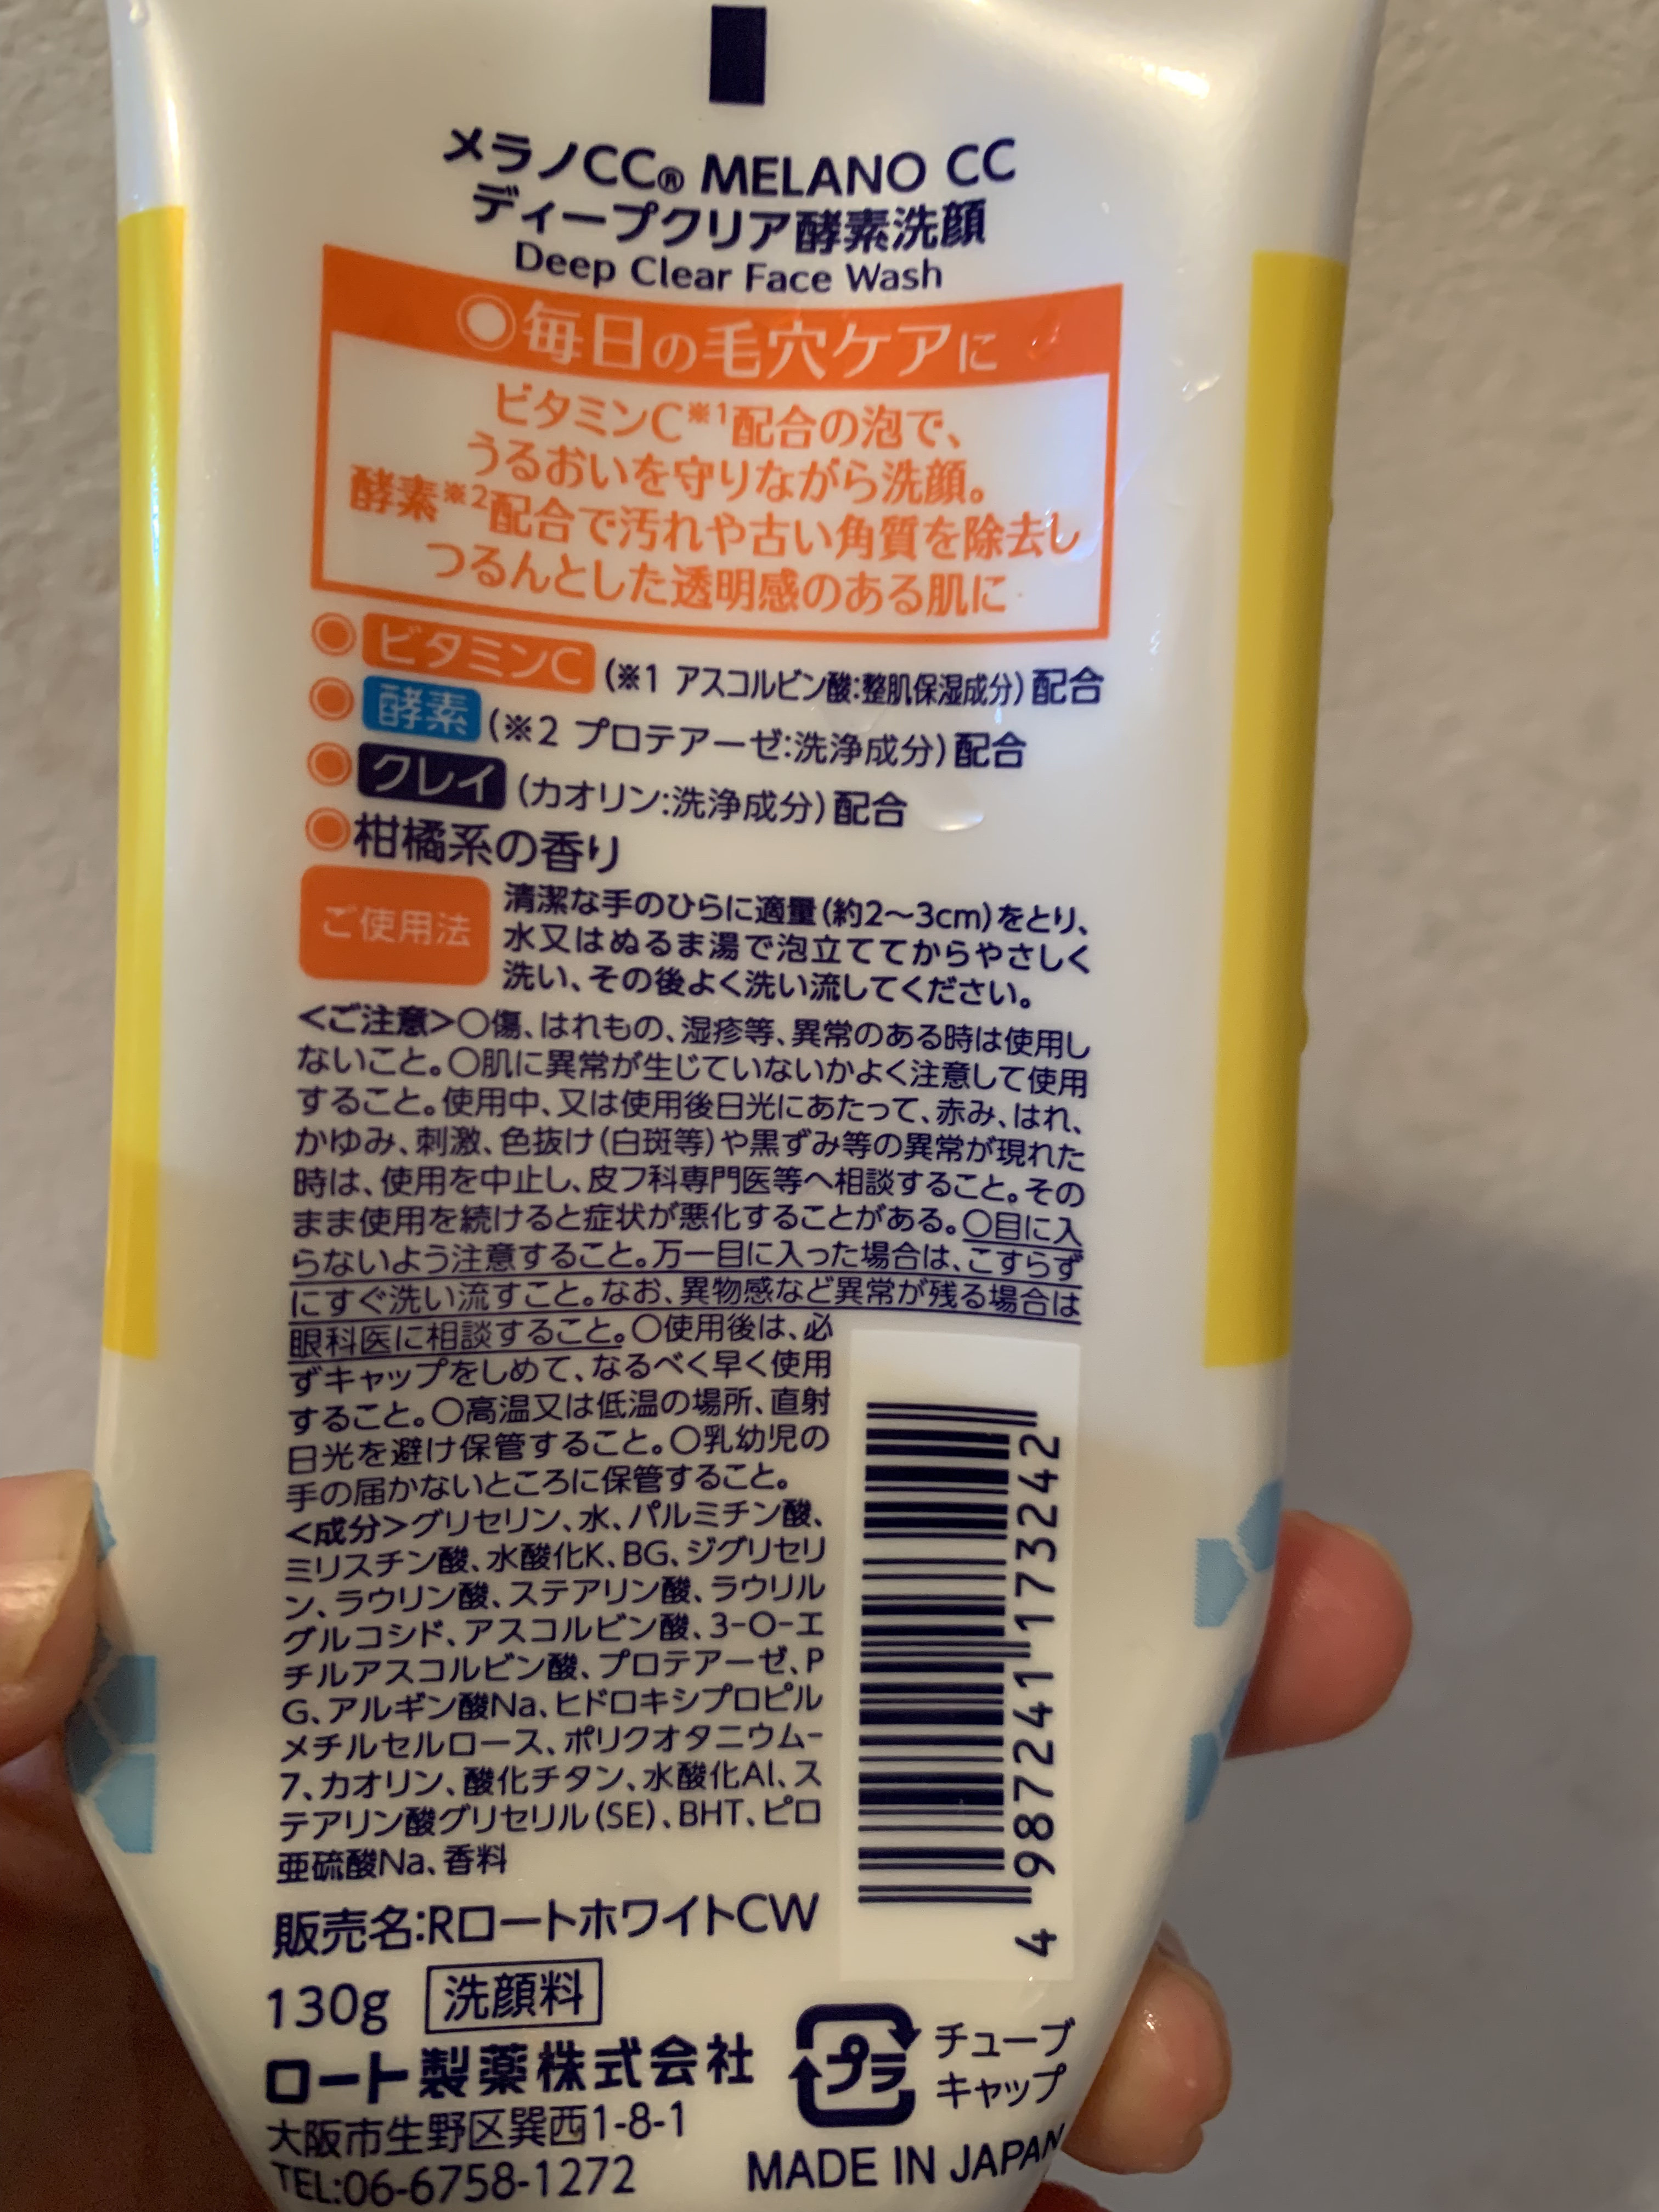 メラノCC® MELANO CC
ディープクリア酵素洗顔
Deep Clear Face Wash
◎毎日の毛穴ケアに
ビタミンC※1配合の泡で、
うるおいを守りながら洗顔。
酵素※2配合で汚れや古い角質を除去し
つるんとした透明感のある肌に
◎ビタミンC(※1 アスコルビン酸:整肌保湿成分)配合
◎酵素(※2 プロテアーゼ:洗浄成分)配合
◎クレイ(カオリン:洗浄成分)配合
◎柑橘系の香り
ご使用法
清潔な手のひらに適量(約2〜3cm)をとり、
水又はぬるま湯で泡立ててからやさしく
洗い、その後よく洗い流してください。
<ご注意>○傷、はれもの、湿疹等、異常のある時は使用し
ないこと。○肌に異常が生じていないかよく注意して使用
すること。使用中、又は使用後日光にあたって、赤み、はれ、
かゆみ、刺激、色抜け(白斑等)や黒ずみ等の異常が現れた
時は、使用を中止し、皮フ科専門医等へ相談すること。その
まま使用を続けると症状が悪化することがある。○目に入
らないよう注意すること。万一目に入った場合は、こすらず
にすぐ洗い流すこと。なお、異物感など異常が残る場合は
眼科医に相談すること。○使用後は、必
ずキャップをしめて、なるべく早く使用
すること。○高温又は低温の場所、直射
日光を避け保管すること。○乳幼児の
手の届かないところに保管すること。
<成分>グリセリン、水、パルミチン酸、
ミリスチン酸、水酸化K、BG、ジグリセリ
ン、ラウリン酸、ステアリン酸、ラウリル
グルコシド、アスコルビン酸、3-O-エ
チルアスコルビン酸、プロテアーゼ、P
G、アルギン酸Na、ヒドロキシプロピル
メチルセルロース、ポリクオタニウム-
7、カオリン、酸化チタン、水酸化Al、ス
テアリン酸グリセリル(SE)、BHT、ピロ
亜硫酸Na、香料
4 987241 173242
販売名:RロートホワイトCW
130g 洗顔料
ロート製薬株式会社
大阪市生野区巽西1-8-1
TEL:06-6758-1272
プラ
チューブ
キャップ
MADE IN JAPAN